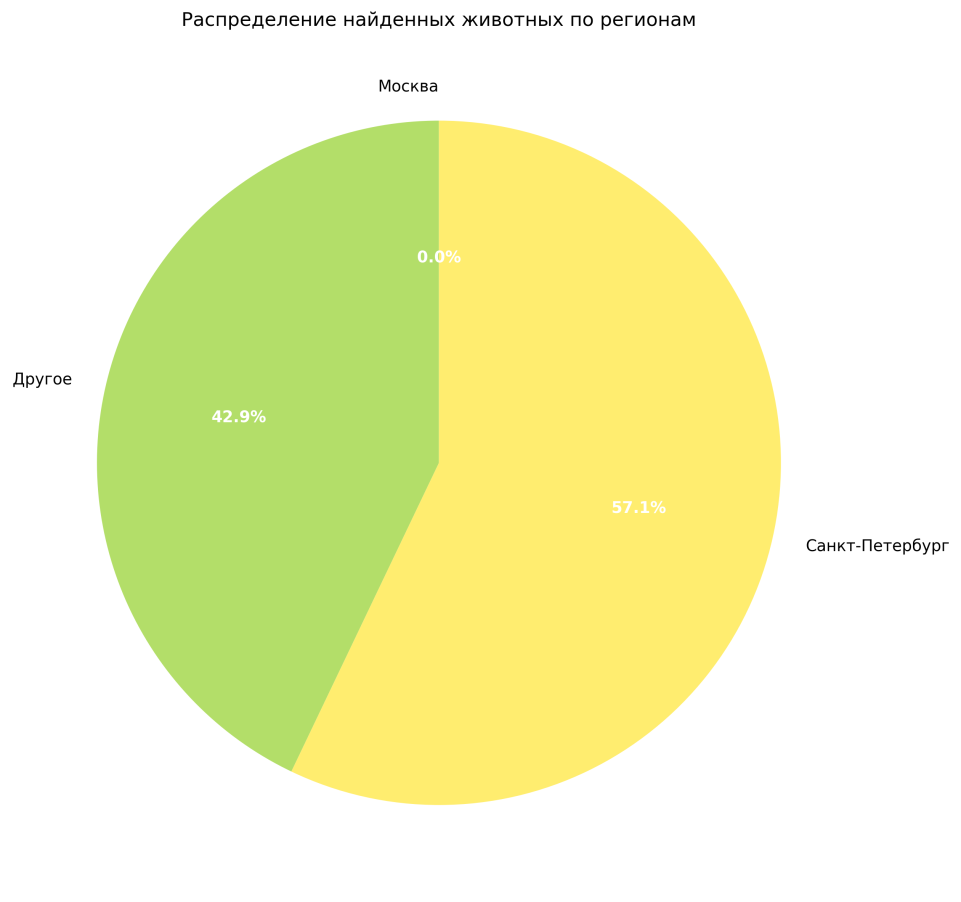 Распределение найденных животных по регионам
Москва
0.0%
Другое
42.9%
57.1%
Санкт-Петербург